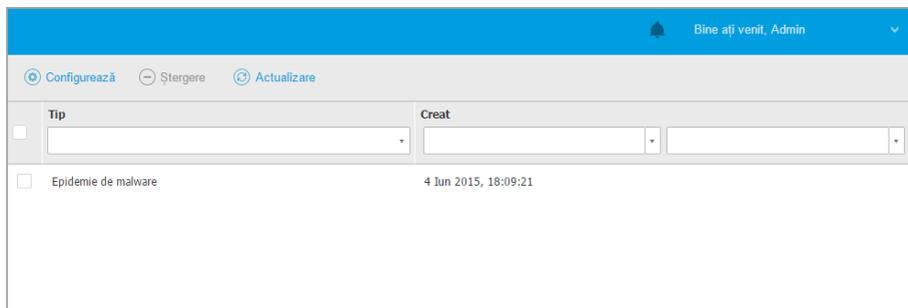 Bine ați venit, Admin
Configurează Ștergere Actualizare
Tip Creat
Epidemie de malware 4 Iun 2015, 18:09:21